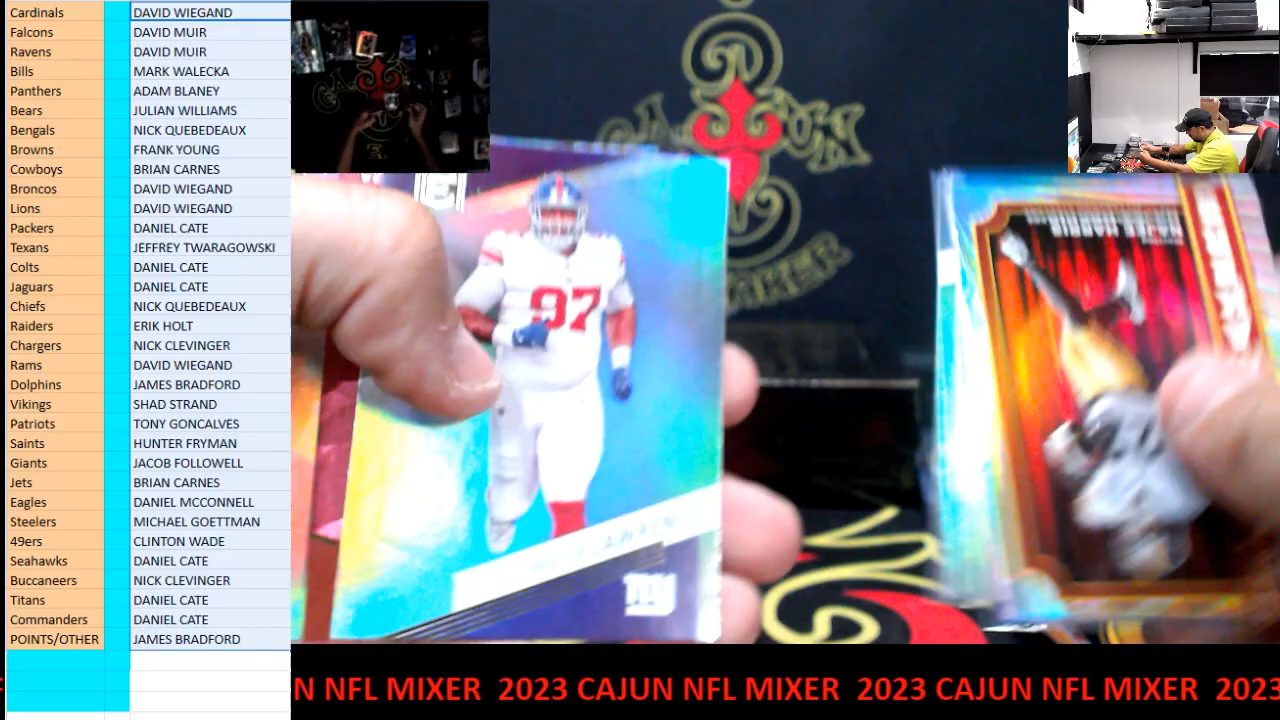 Cardinals DAVID WIEGAND
Falcons DAVID MUIR
Ravens DAVID MUIR
Bills MARK WALECKA
Panthers ADAM BLANEY
Bears JULIAN WILLIAMS
Bengals NICK QUEBEDEAUX
Browns FRANK YOUNG
Cowboys BRIAN CARNES
Broncos DAVID WIEGAND
Lions DAVID WIEGAND
Packers DANIEL CATE
Texans JEFFREY TWARAGOWSKI
Colts DANIEL CATE
Jaguars DANIEL CATE
Chiefs NICK QUEBEDEAUX
Raiders ERIK HOLT
Chargers NICK CLEVINGER
Rams DAVID WIEGAND
Dolphins JAMES BRADFORD
Vikings SHAD STRAND
Patriots TONY GONCALVES
Saints HUNTER FRYMAN
Giants JACOB FOLLOWELL
Jets BRIAN CARNES
Eagles DANIEL MCCONNELL
Steelers MICHAEL GOETTMAN
49ers CLINTON WADE
Seahawks DANIEL CATE
Buccaneers NICK CLEVINGER
Titans DANIEL CATE
Commanders DANIEL CATE
POINTS/OTHER JAMES BRADFORD
97
N NFL MIXER 2023 CAJUN NFL MIXER 2023 CAJUN NFL MIXER 2023